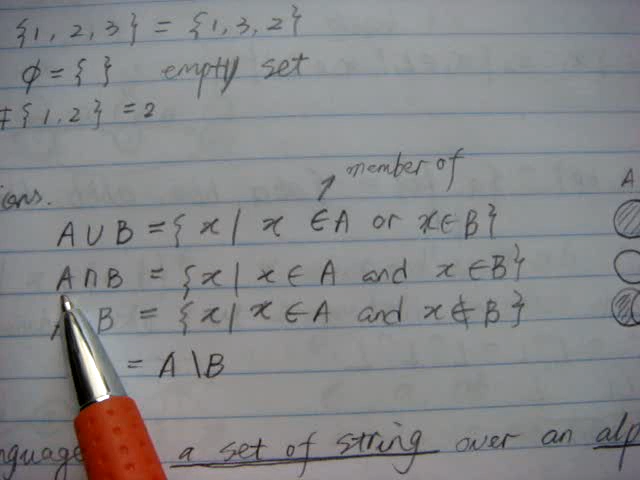 {1, 2, 3} = {1, 3, 2}
φ = { } empty set
#{1, 2} = 2
member of
A
A ∪ B = { x | x ∈ A or x ∈ B}
A ∩ B = {x | x ∈ A and x ∈ B}
B = {x | x ∈ A and x ∉ B}
= A \ B
a set of string over an alp